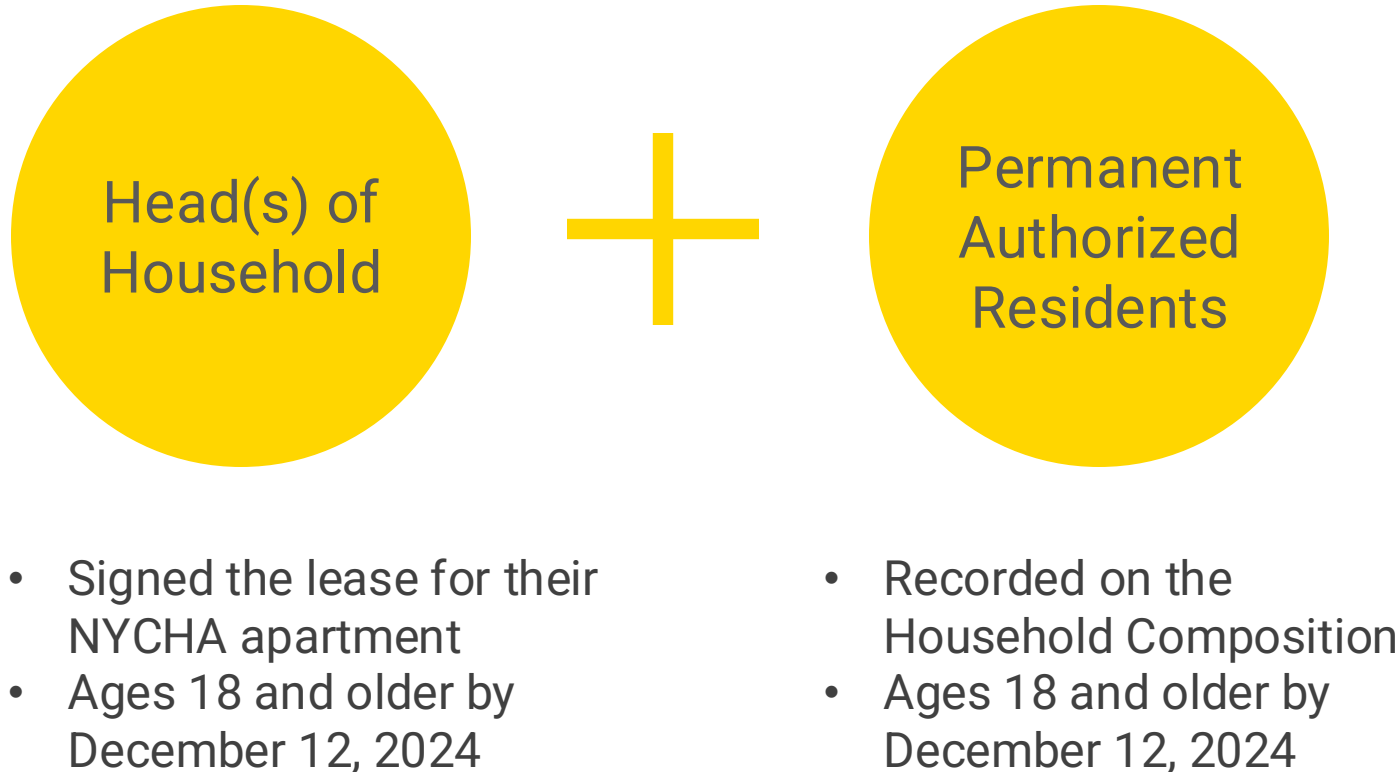 Head(s) of
Household
Permanent
Authorized
Residents
• Signed the lease for their
NYCHA apartment
• Ages 18 and older by
December 12, 2024
• Recorded on the
Household Composition
• Ages 18 and older by
December 12, 2024